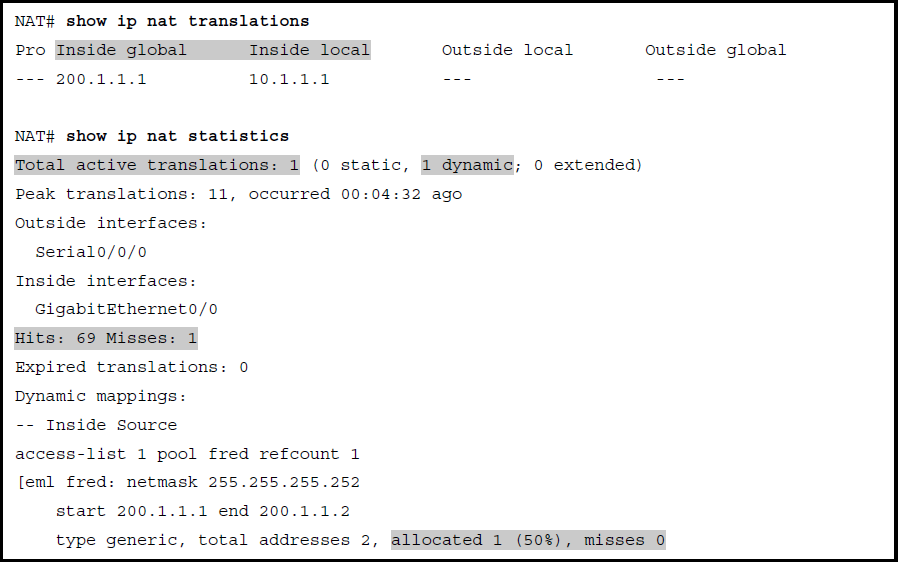 NAT# show ip nat translations
Pro Inside global Inside local Outside local Outside global
--- 200.1.1.1 10.1.1.1 --- ---
NAT# show ip nat statistics
Total active translations: 1 (0 static, 1 dynamic; 0 extended)
Peak translations: 11, occurred 00:04:32 ago
Outside interfaces:
Serial0/0/0
Inside interfaces:
GigabitEthernet0/0
Hits: 69 Misses: 1
Expired translations: 0
Dynamic mappings:
-- Inside Source
access-list 1 pool fred refcount 1
[eml fred: netmask 255.255.255.252
start 200.1.1.1 end 200.1.1.2
type generic, total addresses 2, allocated 1 (50%), misses 0